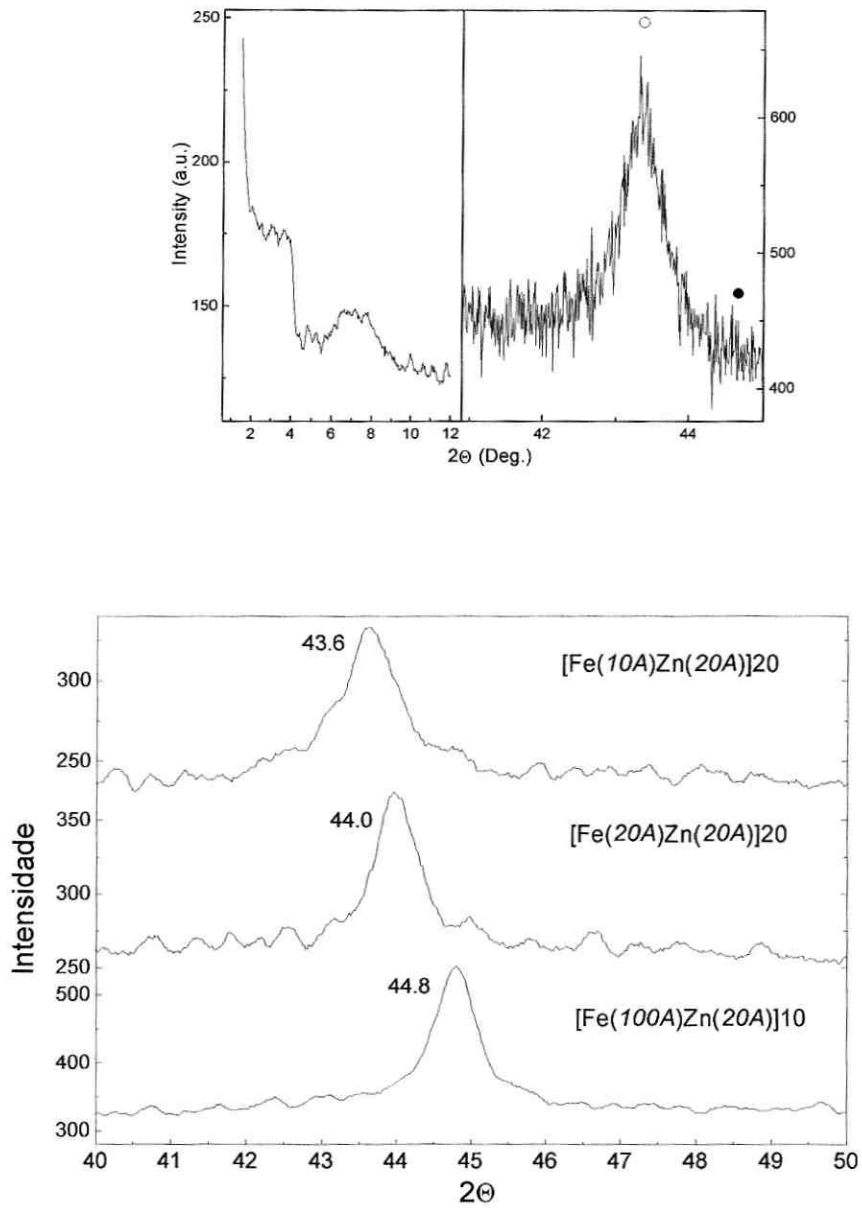 250
200
150
Intensity (a.u.)
600
500
400
2 4 6 8 10 12 42 44
2Θ (Deg.)
43.6
[Fe(10A)Zn(20A)]20
300
250
44.0
[Fe(20A)Zn(20A)]20
350
300
250
44.8
[Fe(100A)Zn(20A)]10
500
400
300
Intensidade
40 41 42 43 44 45 46 47 48 49 50
2Θ